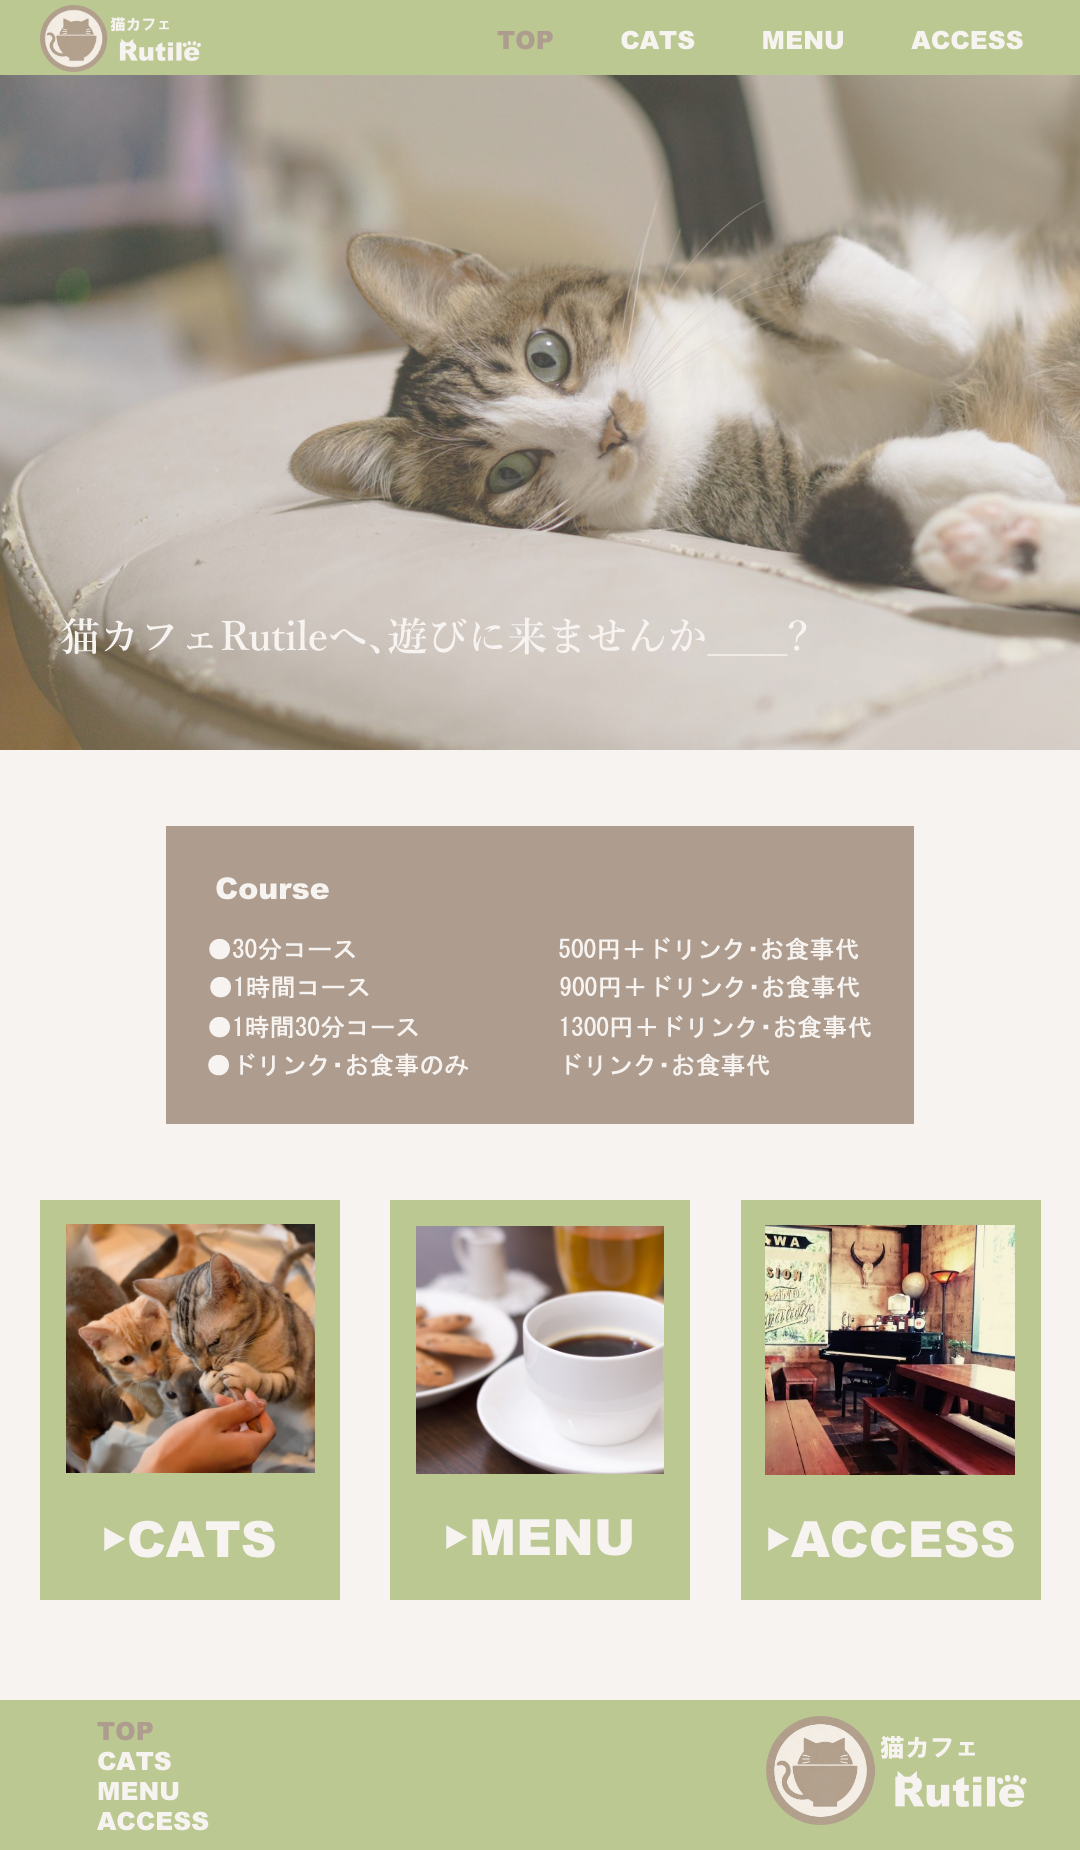 猫カフェ
Rutile
TOP CATS MENU ACCESS
猫カフェRutileへ、遊びに来ませんか____?
Course
●30分コース 500円＋ドリンク・お食事代
●1時間コース 900円＋ドリンク・お食事代
●1時間30分コース 1300円＋ドリンク・お食事代
●ドリンク・お食事のみ ドリンク・お食事代
WA
SION
AND
▶CATS
▶MENU
▶ACCESS
TOP
CATS
MENU
ACCESS
猫カフェ
Rutile